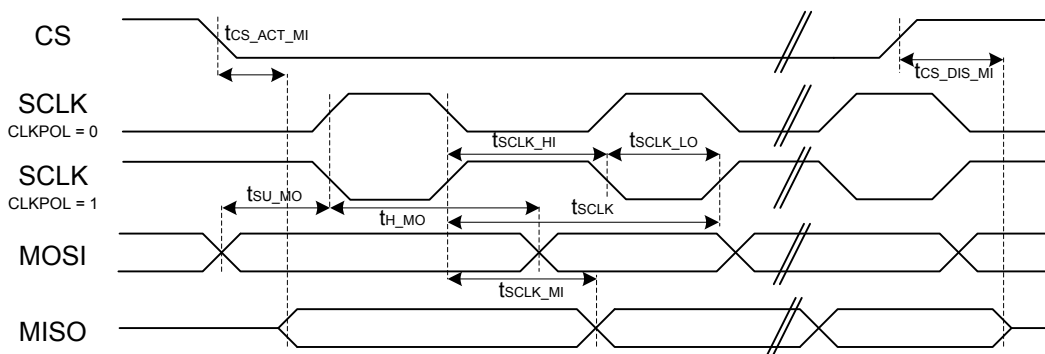 CS
tCS_ACT_MI
tCS_DIS_MI
SCLK
CLKPOL = 0
tSCLK_HI
tSCLK_LO
SCLK
CLKPOL = 1
tSU_MO
tH_MO
tSCLK
MOSI
tSCLK_MI
MISO